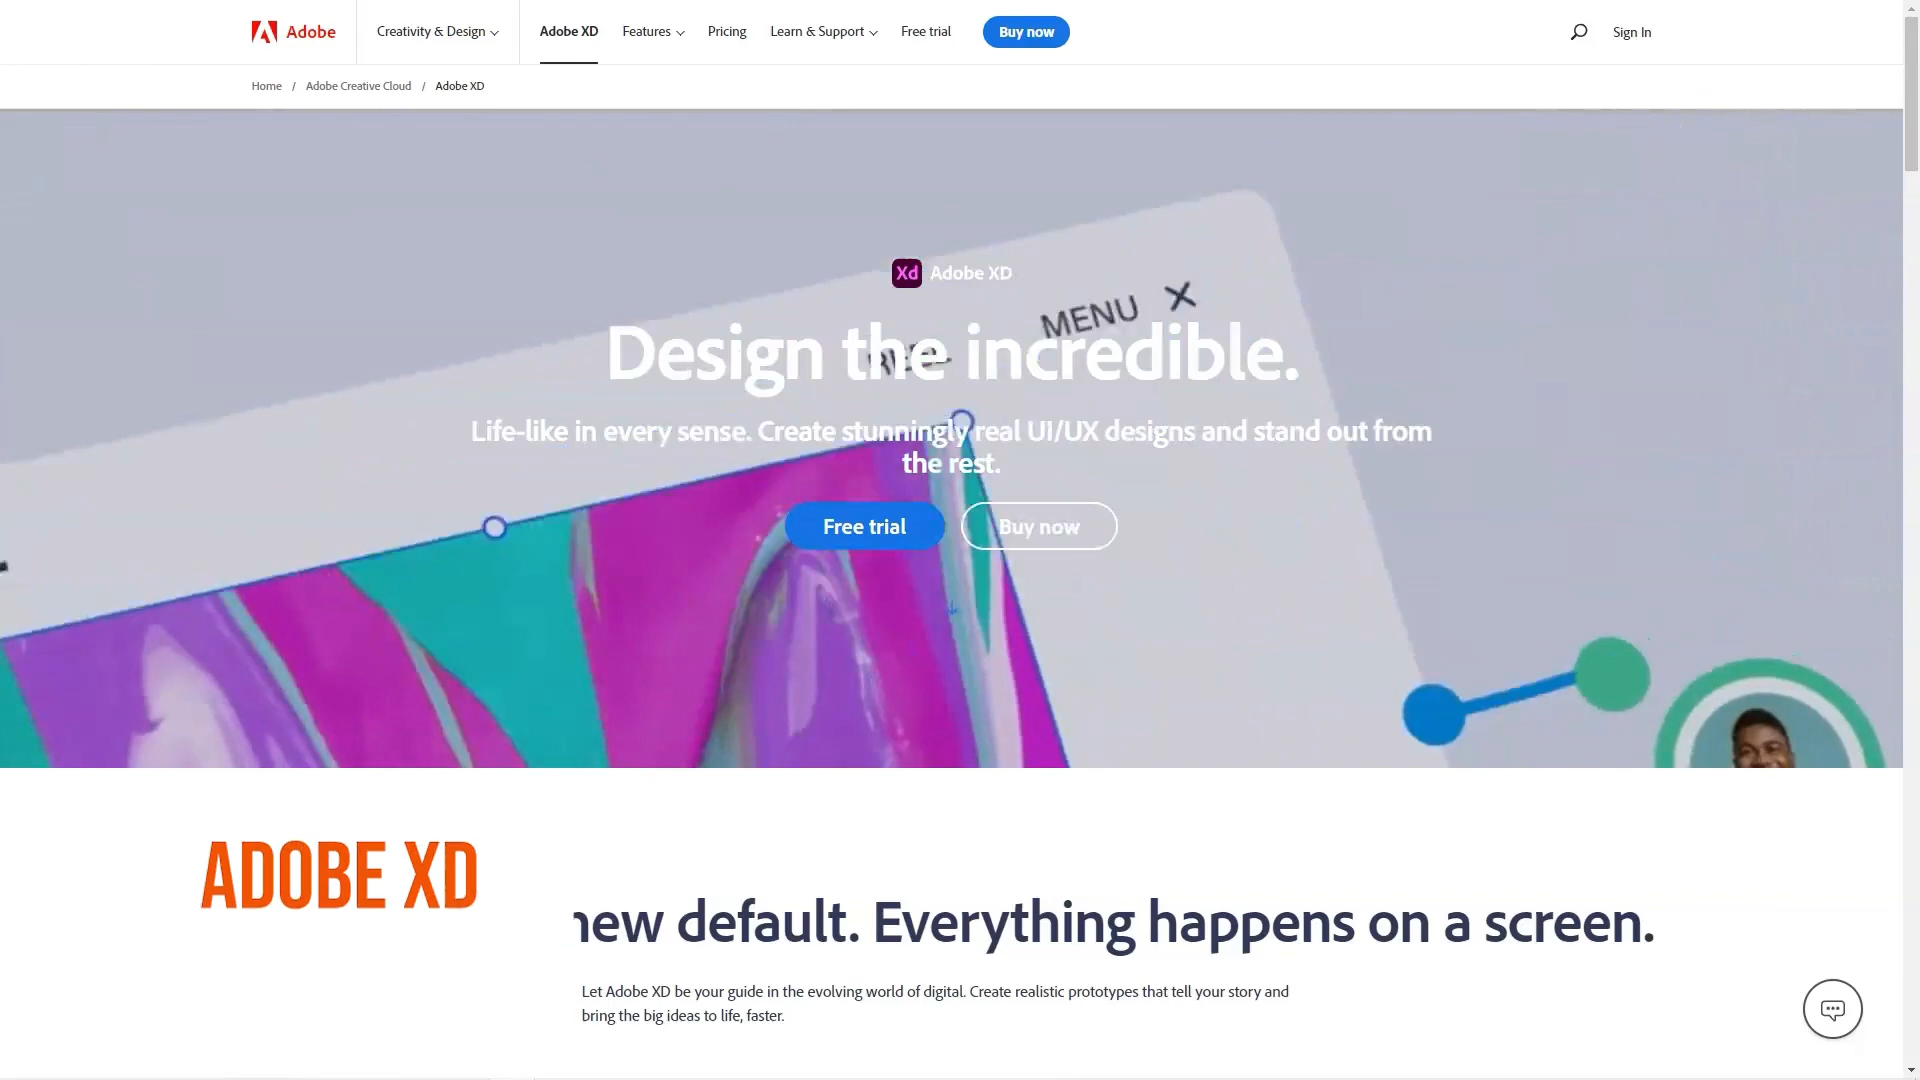 Adobe
Creativity & Design
Adobe XD
Features
Pricing
Learn & Support
Free trial
Buy now
Sign In
Home / Adobe Creative Cloud / Adobe XD
Xd Adobe XD
MENU X
Design the incredible.
Life-like in every sense. Create stunningly real UI/UX designs and stand out from
the rest.
Free trial
Buy now
ADOBE XD
new default. Everything happens on a screen.
Let Adobe XD be your guide in the evolving world of digital. Create realistic prototypes that tell your story and
bring the big ideas to life, faster.